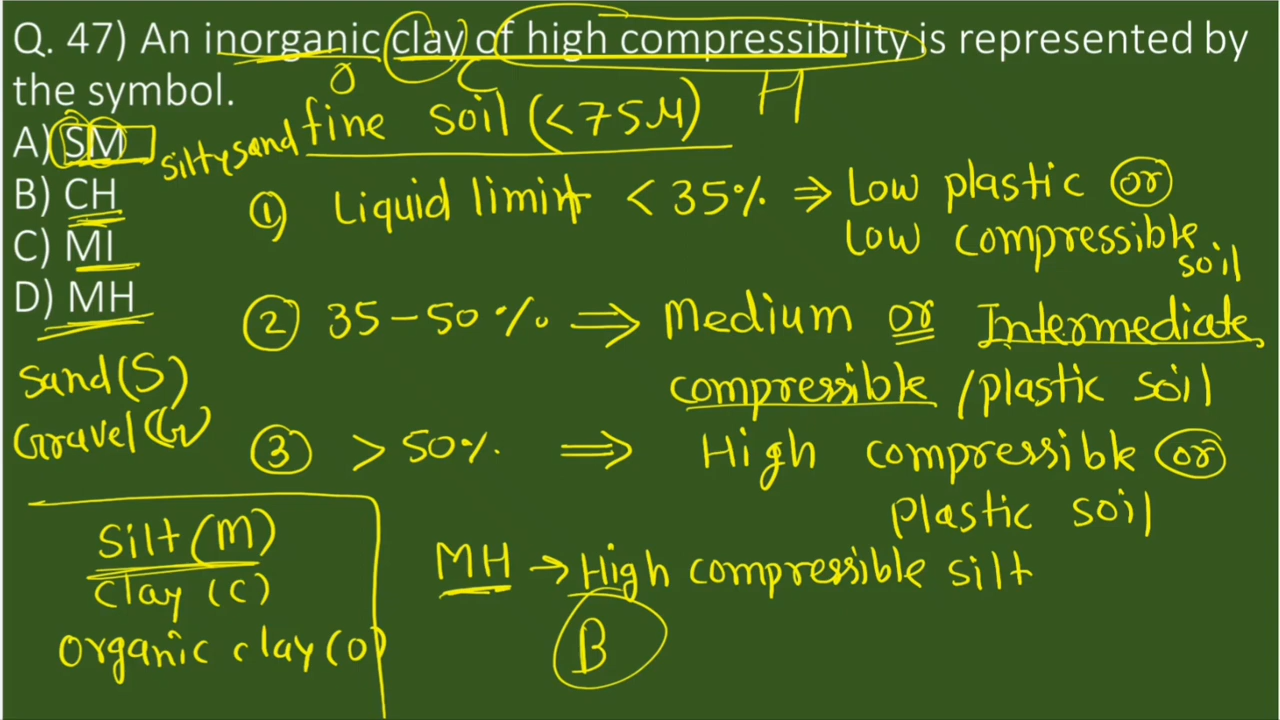 Q. 47) An inorganic clay of high compressibility is represented by
the symbol.
O C H
A) SM silty sand
B) CH
C) MI
D) MH
fine soil (<75μ)
① Liquid limit < 35% ⇒ Low plastic or
Low compressible
soil
② 35-50% ⇒ Medium or Intermediate
compressible / plastic soil
③ > 50% ⇒ High compressible or
plastic soil
Sand (S)
Gravel (G)
Silt (M)
clay (C)
organic clay (O)
MH → High compressible silt
B